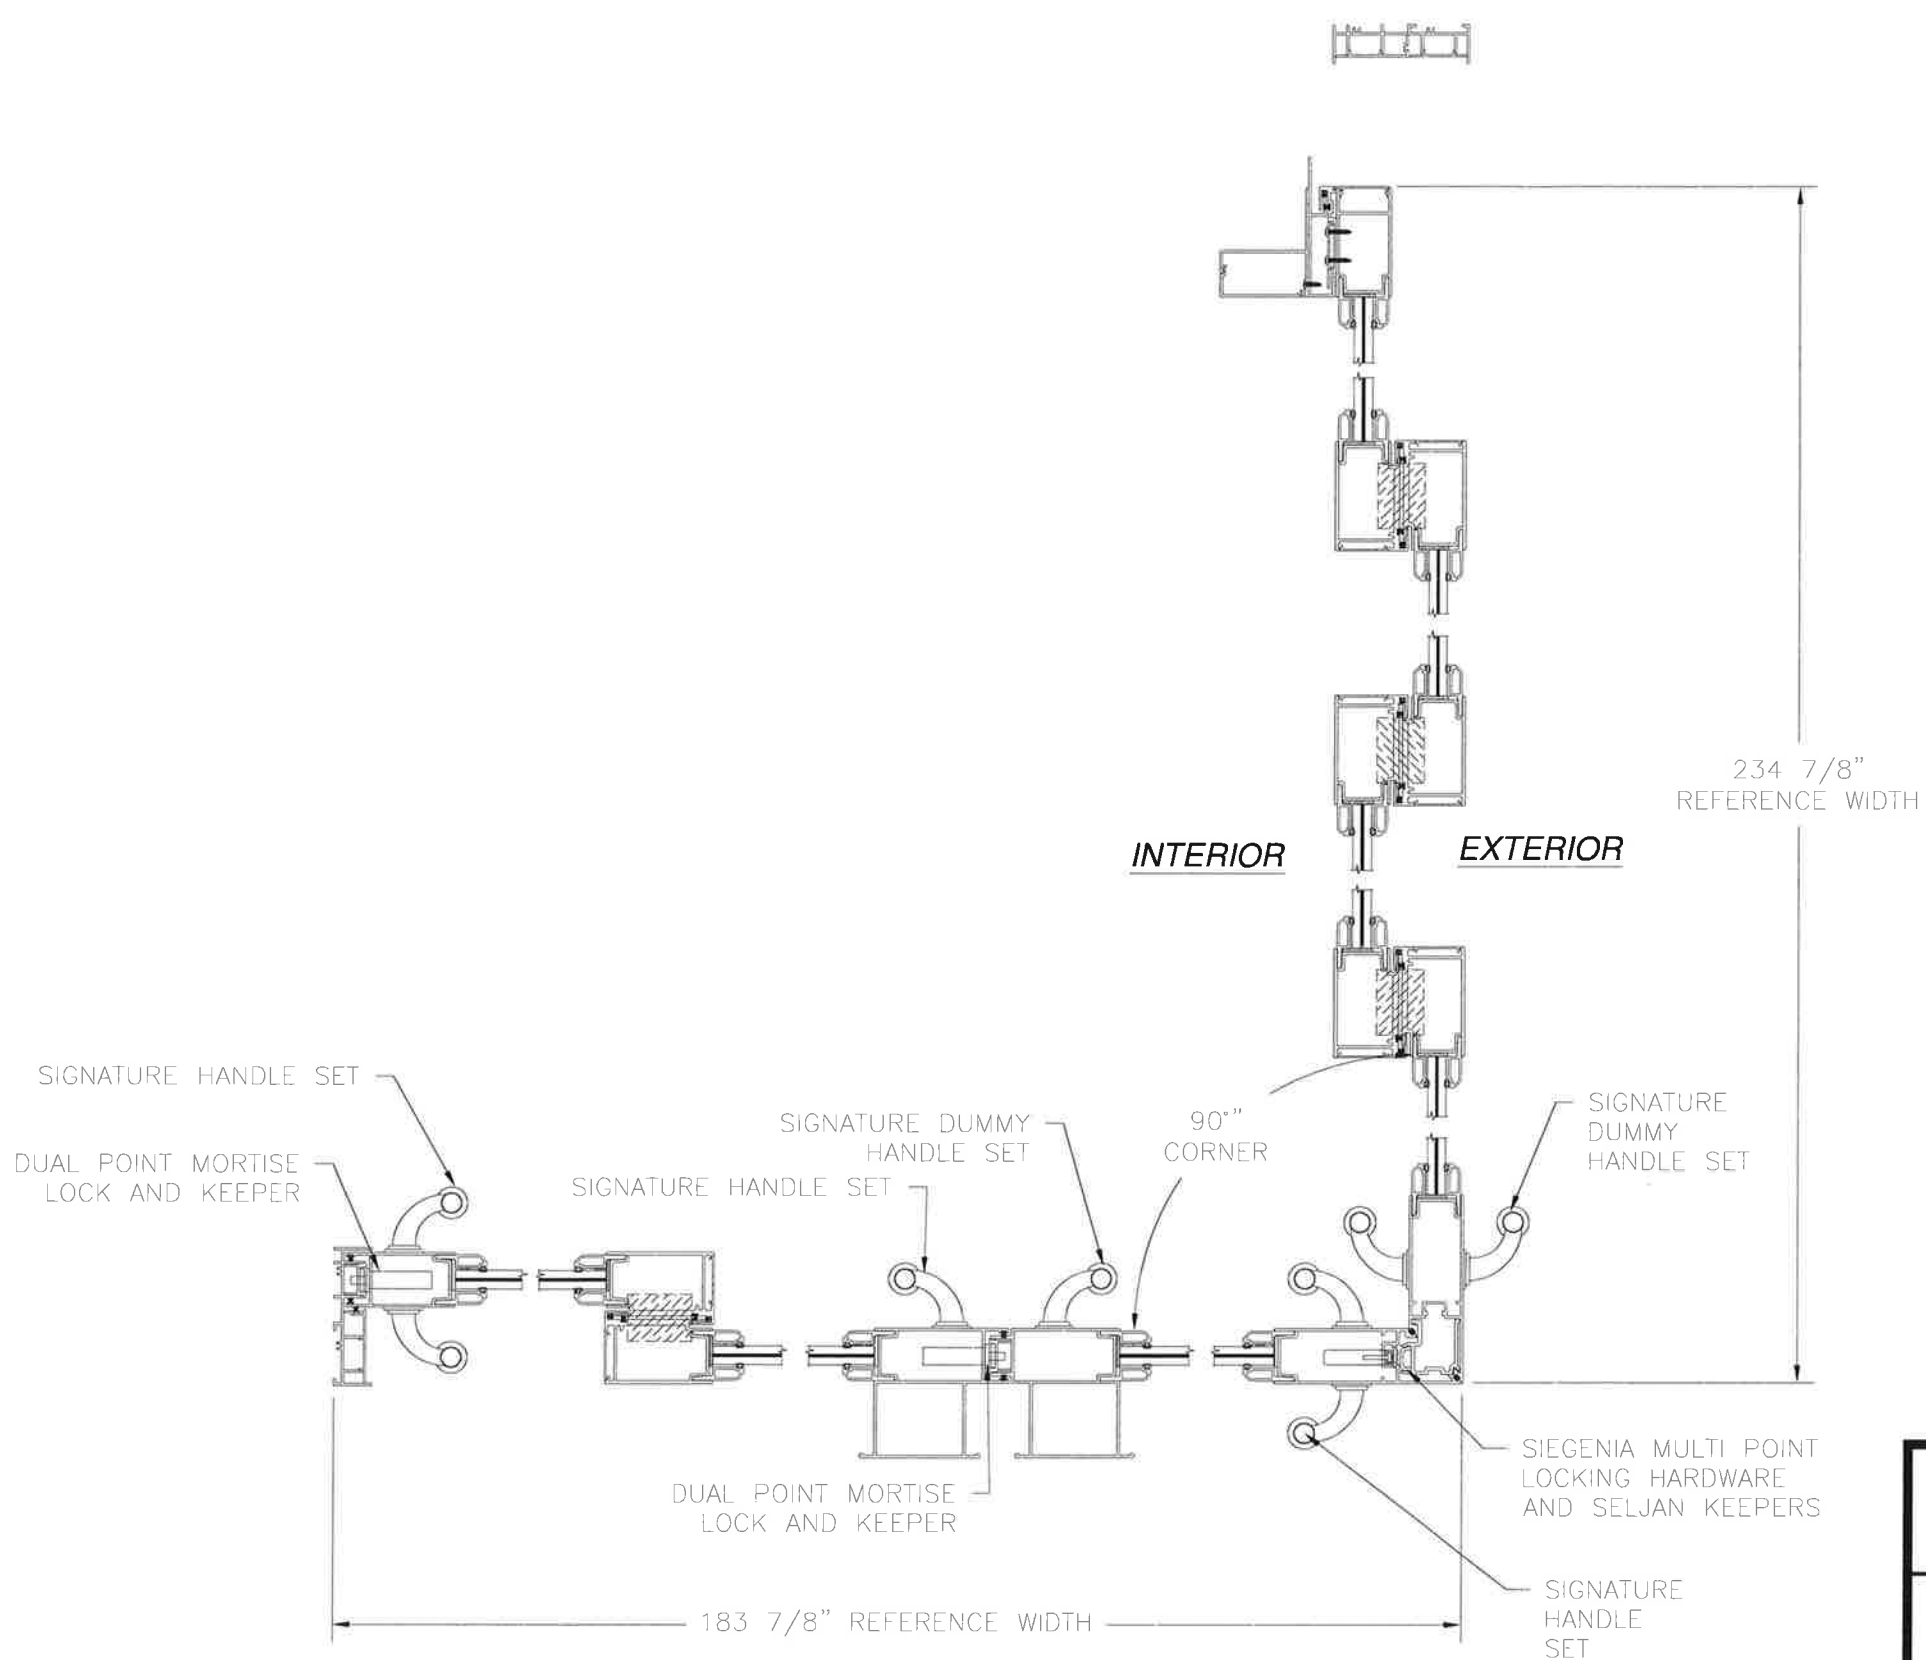 234 7/8"
REFERENCE WIDTH
INTERIOR
EXTERIOR
SIGNATURE HANDLE SET
DUAL POINT MORTISE
LOCK AND KEEPER
SIGNATURE DUMMY
HANDLE SET
SIGNATURE HANDLE SET
90°"
CORNER
SIGNATURE
DUMMY
HANDLE SET
DUAL POINT MORTISE
LOCK AND KEEPER
SIEGENIA MULTI POINT
LOCKING HARDWARE
AND SELJAN KEEPERS
SIGNATURE
HANDLE
SET
183 7/8" REFERENCE WIDTH